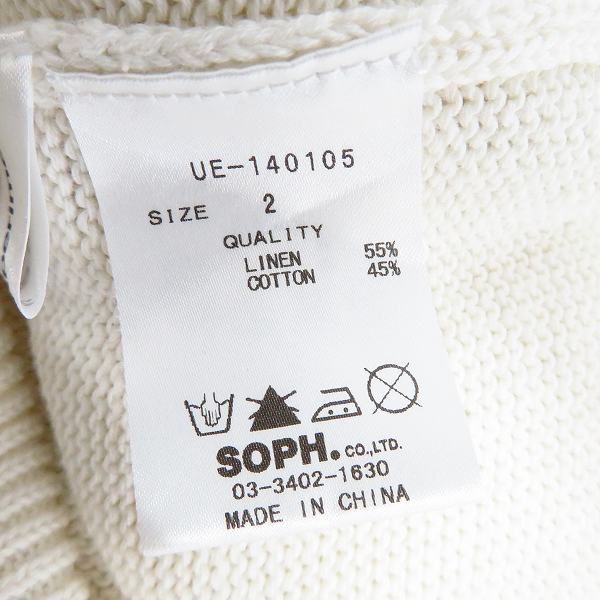 UE-140105
SIZE 2
QUALITY
LINEN 55%
COTTON 45%
SOPH. CO.,LTD.
03-3402-1630
MADE IN CHINA